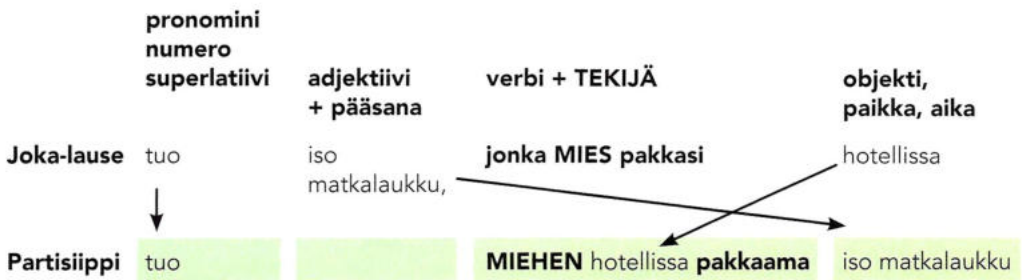 pronomini
numero
superlatiivi
adjektiivi
+ pääsana
verbi + TEKIJÄ
objekti,
paikka, aika
Joka-lause tuo iso
matkalaukku,
jonka MIES pakkasi hotellissa
Partisiippi tuo MIEHEN hotellissa pakkaama iso matkalaukku